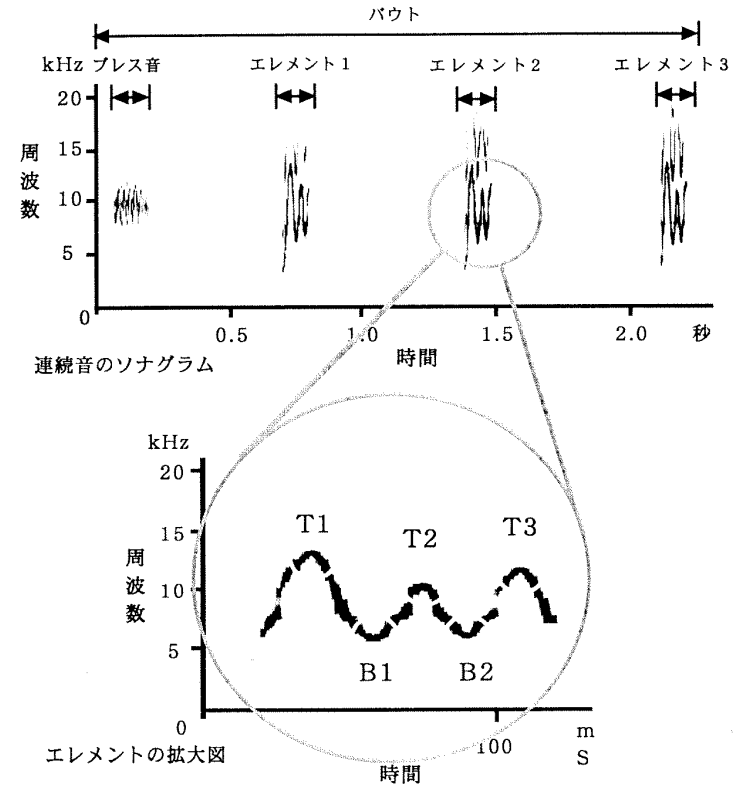 バウト
kHz ブレス音 エレメント1 エレメント2 エレメント3
20
15
10
5
0
周波数
0.5 1.0 1.5 2.0 秒
時間
連続音のソナグラム
kHz
20
15
10
5
0
周波数
T1 T2 T3
B1 B2
100 mS
時間
エレメントの拡大図